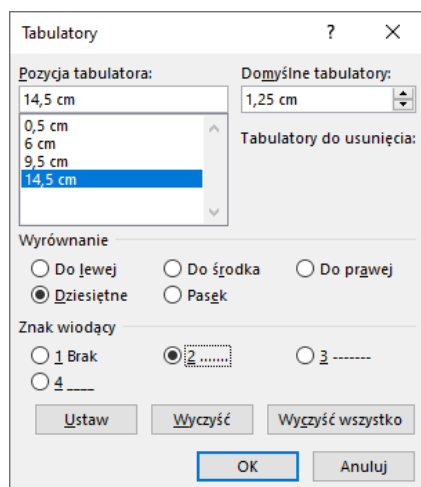 Tabulatory ?
Pozycja tabulatora: Domyślne tabulatory:
14,5 cm 1,25 cm
0,5 cm Tabulatory do usunięcia:
6 cm
9,5 cm
14,5 cm
Wyrównanie
Do lewej Do środka Do prawej
Dziesiętne Pasek
Znak wiodący
1 Brak 2 ....... 3 -------
4 ____
Ustaw Wyczyść Wyczyść wszystko
OK Anuluj